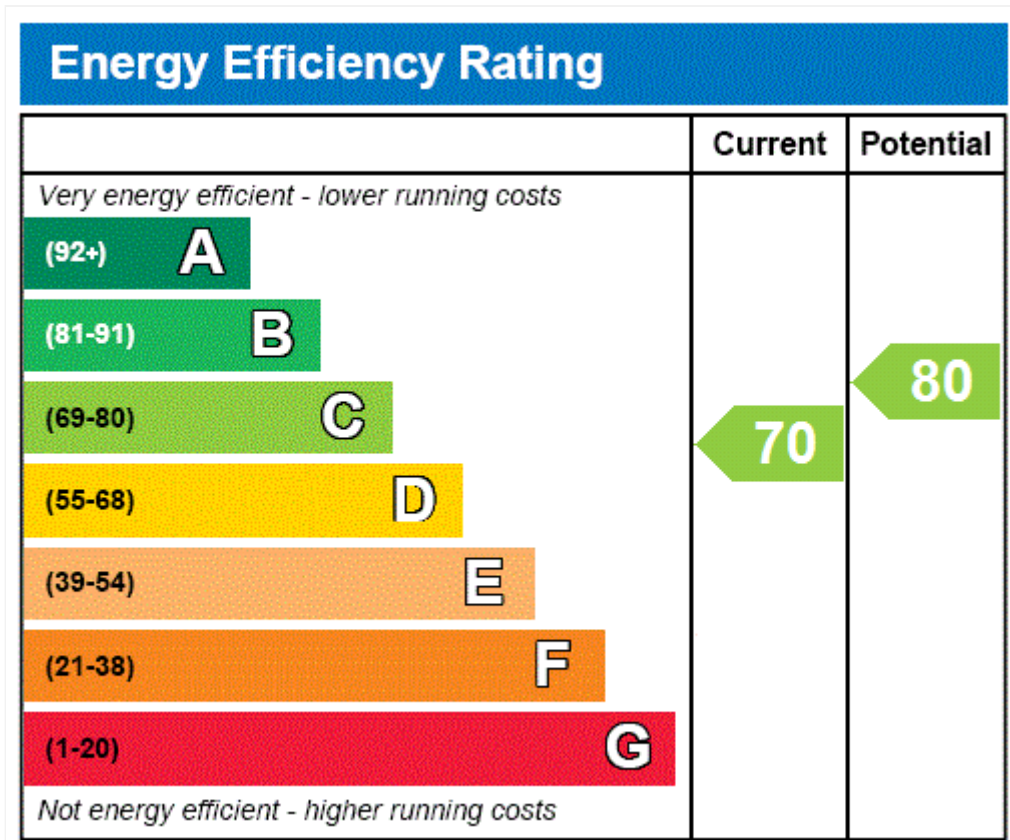 Energy Efficiency Rating
Current Potential
Very energy efficient - lower running costs
(92+) A
(81-91) B
(69-80) C
(55-68) D
(39-54) E
(21-38) F
(1-20) G
70
80
Not energy efficient - higher running costs